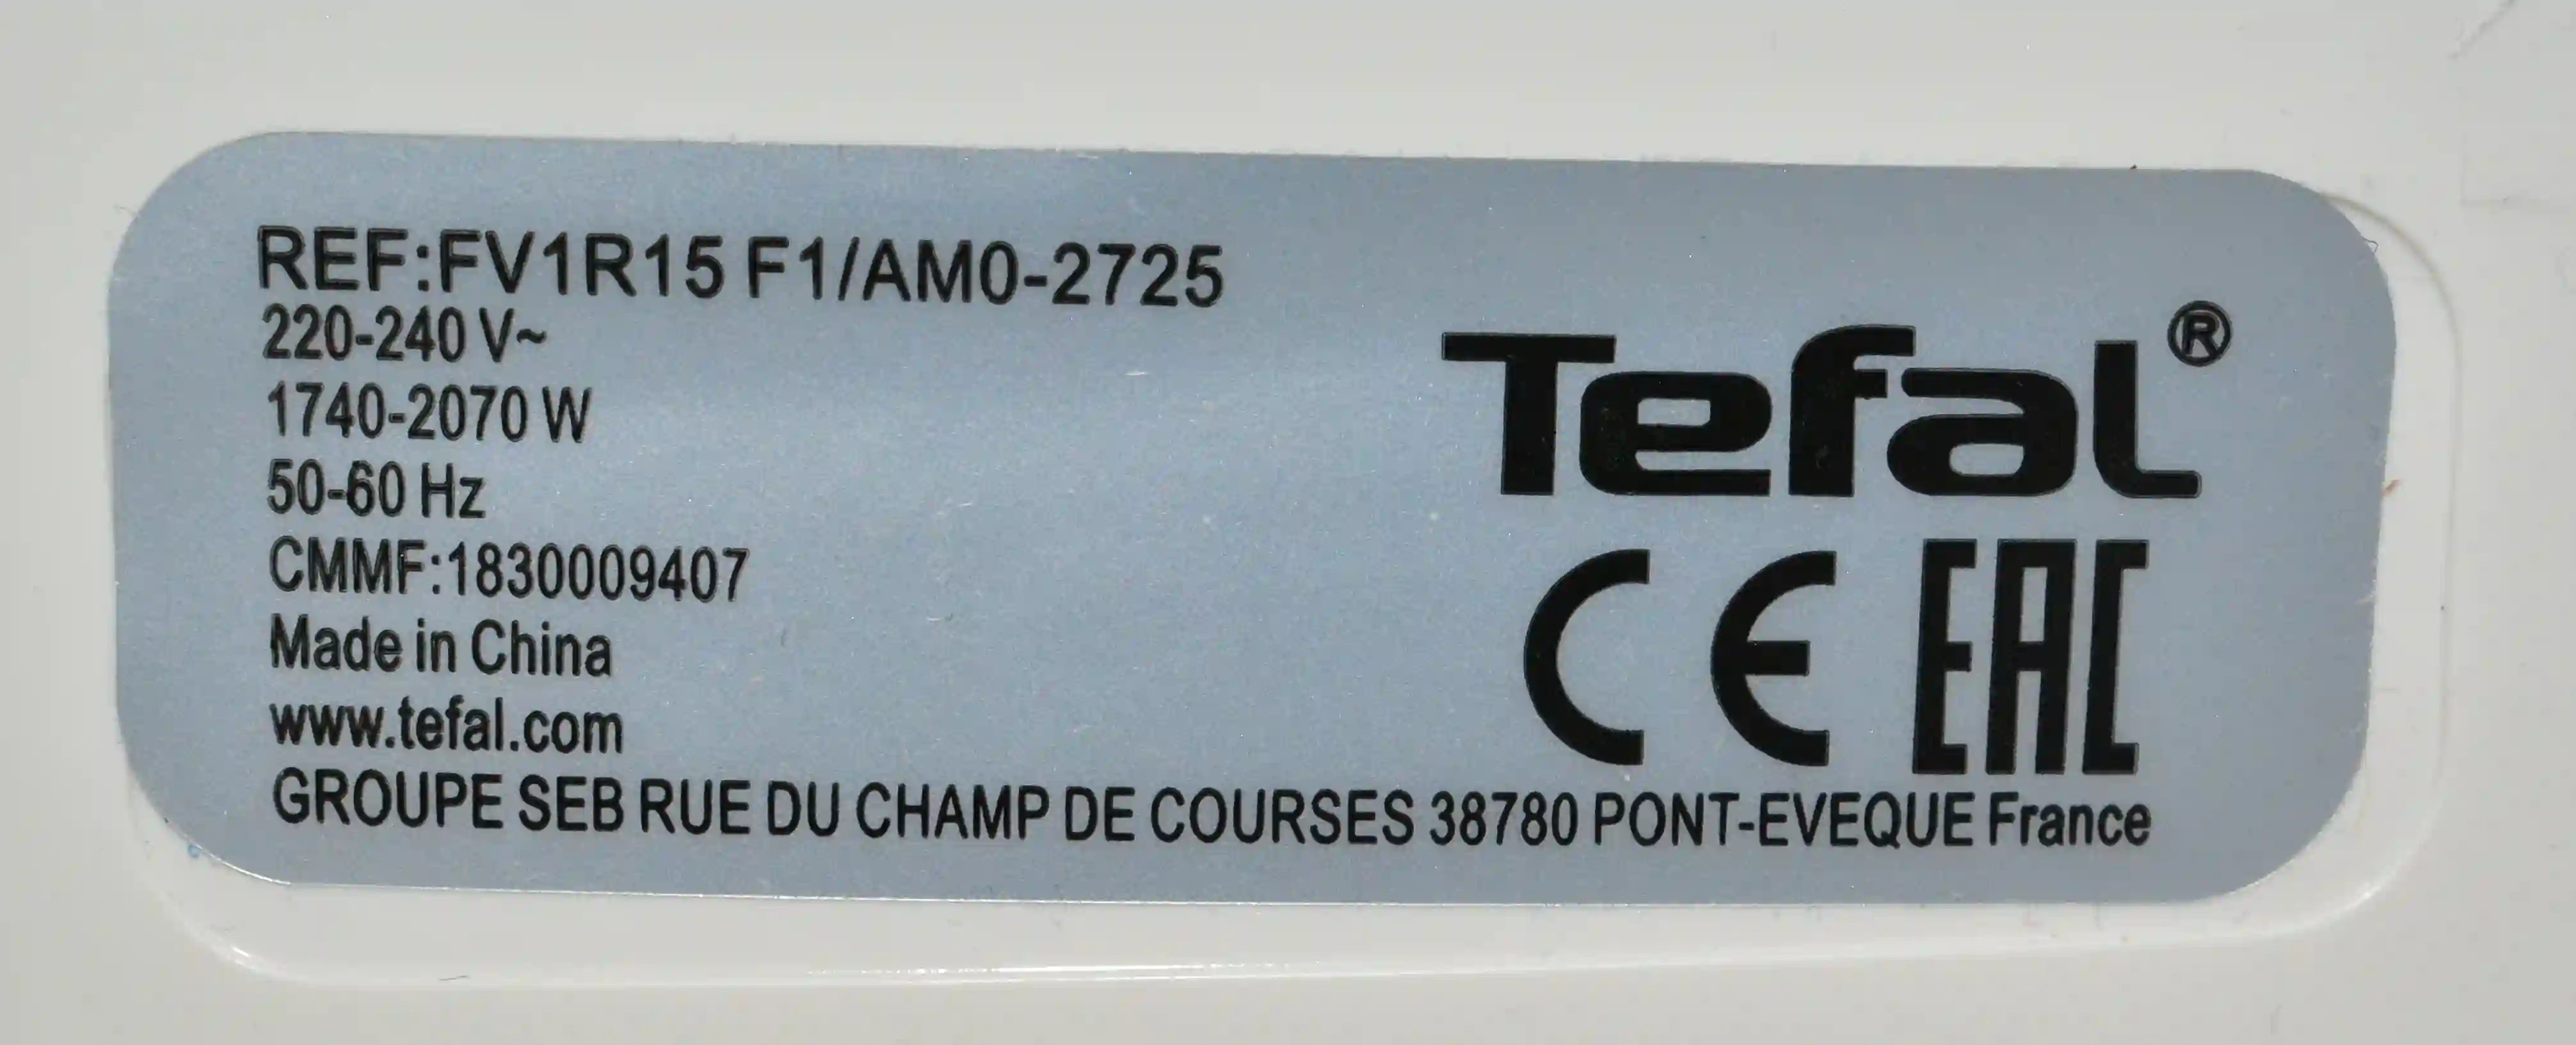 REF:FV1R15 F1/AM0-2725
220-240 V~
1740-2070 W
50-60 Hz
CMMF:1830009407
Made in China
www.tefal.com
GROUPE SEB RUE DU CHAMP DE COURSES 38780 PONT-EVEQUE France
Tefal®
CE EAC